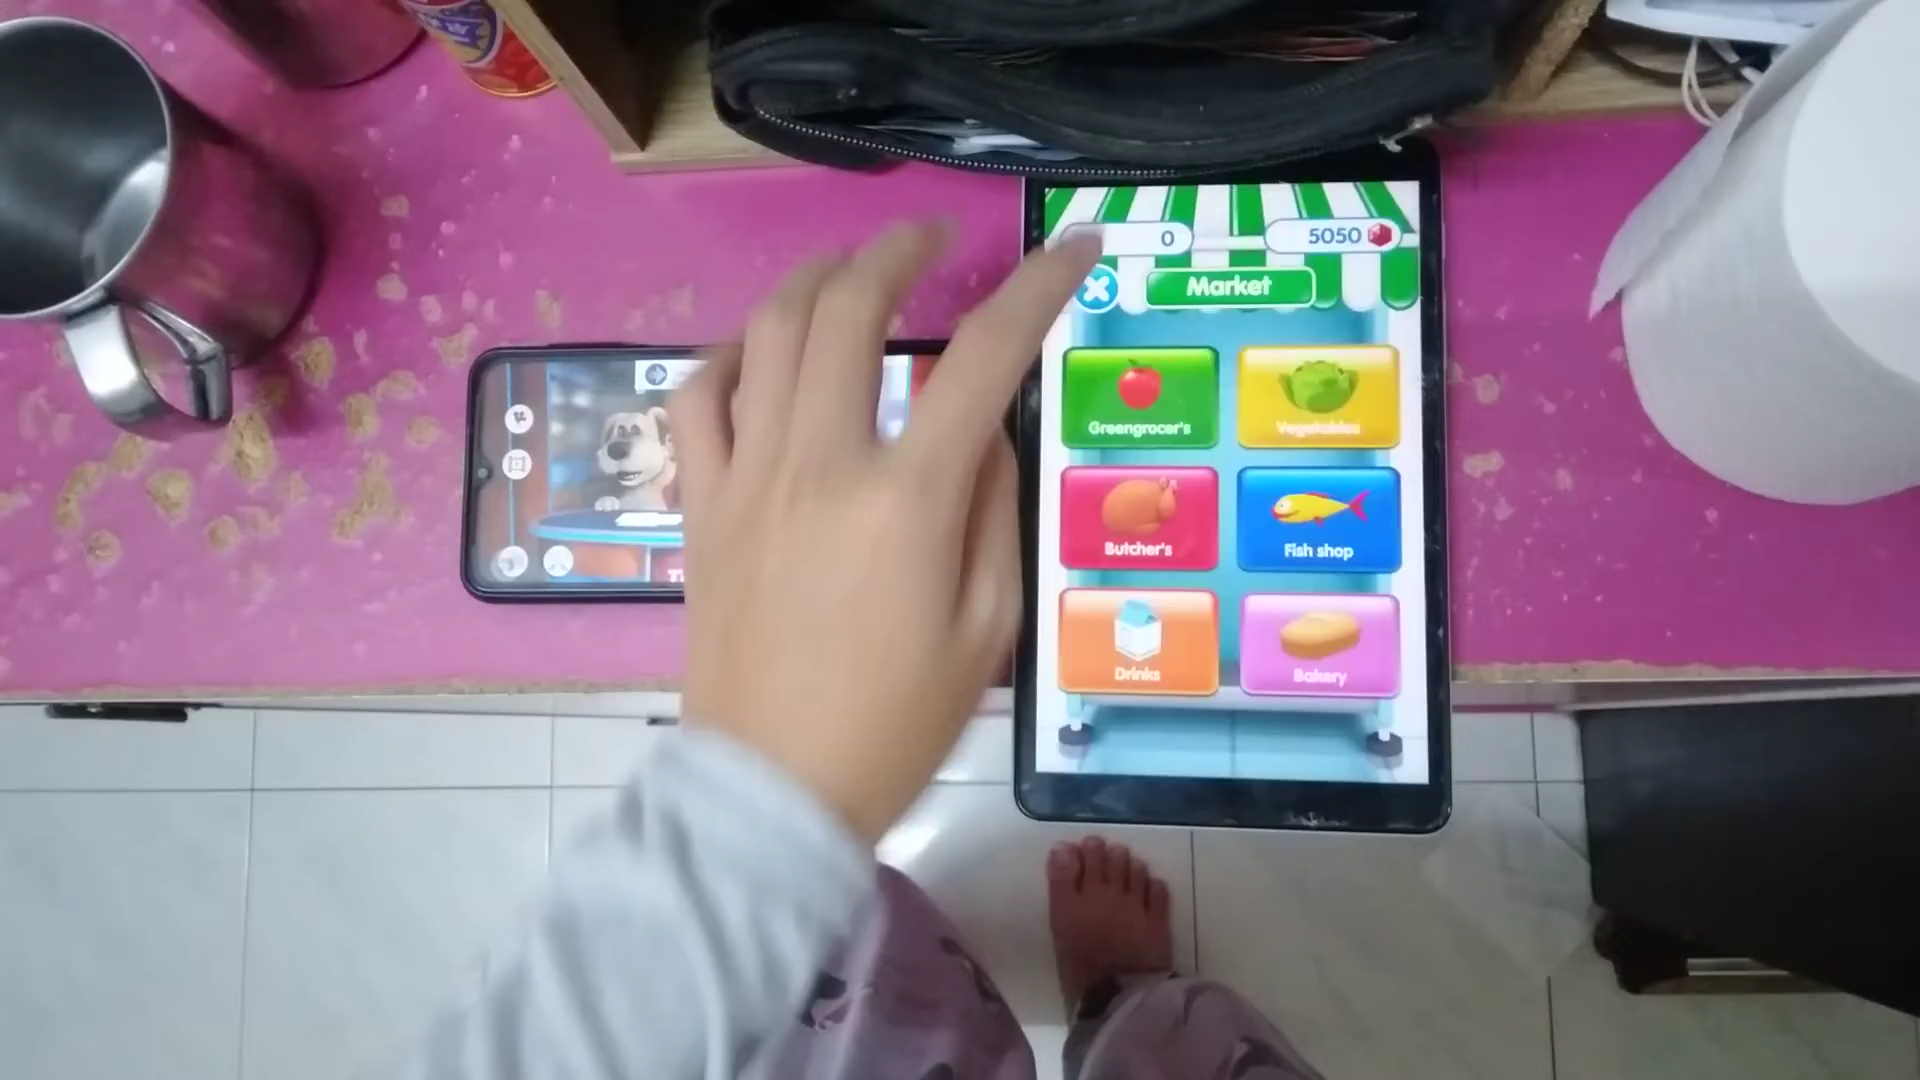 0
5050
Market
Greengrocer's
Vegetables
Butcher's
Fish shop
Drinks
Bakery